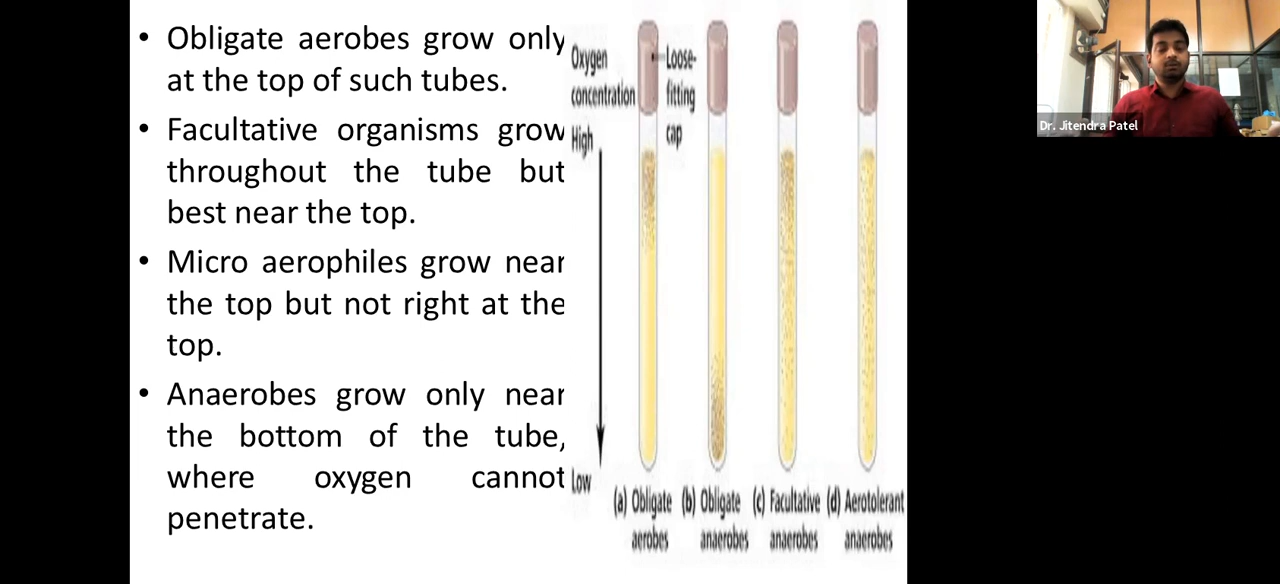 • Obligate aerobes grow only
at the top of such tubes.
• Facultative organisms grow
throughout the tube but
best near the top.
• Micro aerophiles grow near
the top but not right at the
top.
• Anaerobes grow only near
the bottom of the tube,
where oxygen cannot
penetrate.
Oxygen
concentration
High
Loose-
fitting
cap
Low
(a) Obligate
aerobes
(b) Obligate
anaerobes
(c) Facultative
anaerobes
(d) Aerotolerant
anaerobes
Dr. Jitendra Patel